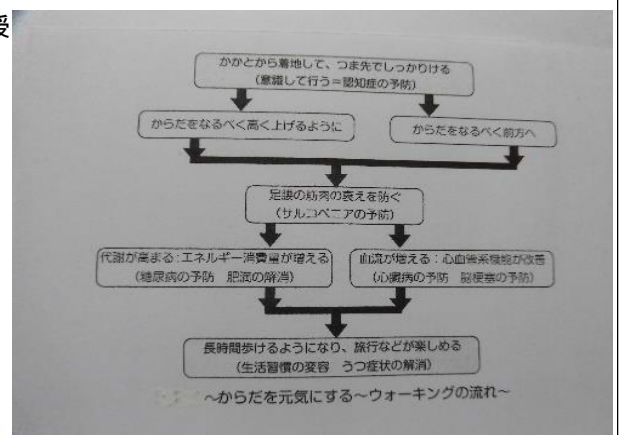 受
かかとから着地して、つま先でしっかりける
(意識して行う=認知症の予防)
からだをなるべく高く上げるように
からだをなるべく前方へ
足腰の筋肉の衰えを防ぐ
(サルコペニアの予防)
代謝が高まる:エネルギー消費量が増える
(糖尿病の予防 肥満の解消)
血流が増える:心血管系機能が改善
(心臓病の予防 脳梗塞の予防)
長時間歩けるようになり、旅行などが楽しめる
(生活習慣の変容 うつ症状の解消)
~からだを元気にする~ウォーキングの流れ~